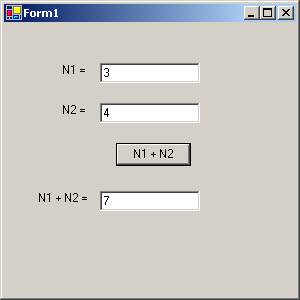 Form1
N1 = 3
N2 = 4
N1 + N2
N1 + N2 = 7